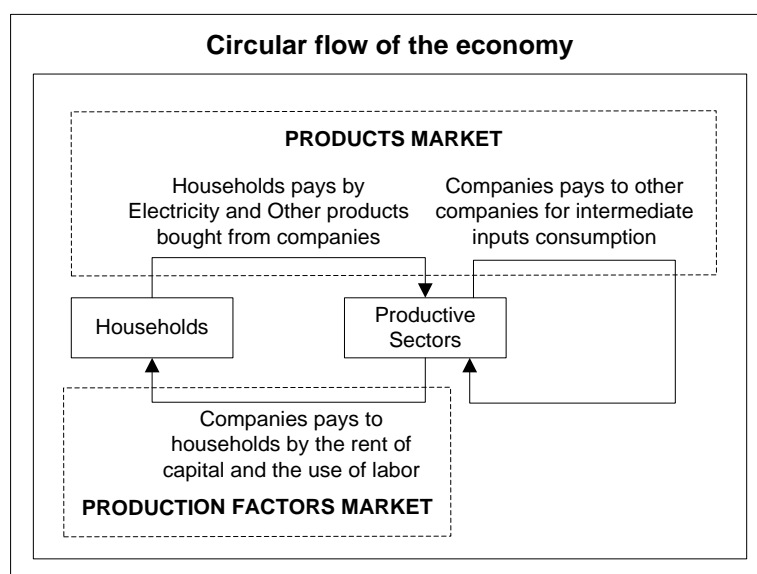 Circular flow of the economy
PRODUCTS MARKET
Households pays by
Electricity and Other products
bought from companies
Companies pays to other
companies for intermediate
inputs consumption
Households
Productive
Sectors
Companies pays to
households by the rent of
capital and the use of labor
PRODUCTION FACTORS MARKET